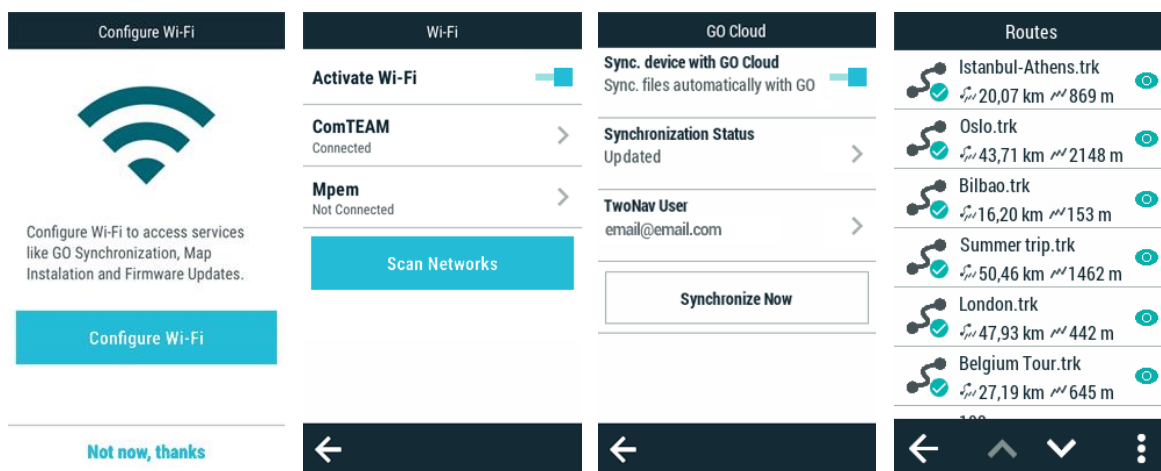 Configure Wi-Fi
Configure Wi-Fi to access services
like GO Synchronization, Map
Instalation and Firmware Updates.
Configure Wi-Fi
Not now, thanks
Wi-Fi
Activate Wi-Fi
ComTEAM
Connected
Mpem
Not Connected
Scan Networks
GO Cloud
Sync. device with GO Cloud
Sync. files automatically with GO
Synchronization Status
Updated
TwoNav User
email@email.com
Synchronize Now
Routes
Istanbul-Athens.trk
20,07 km 869 m
Oslo.trk
43,71 km 2148 m
Bilbao.trk
16,20 km 153 m
Summer trip.trk
50,46 km 1462 m
London.trk
47,93 km 442 m
Belgium Tour.trk
27,19 km 645 m